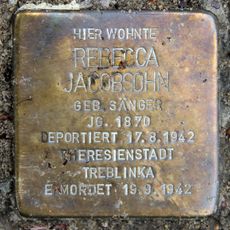 HIER WOHNTE
REBECCA
JACOBSOHN
GEB. SÄNGER
JG. 1870
DEPORTIERT 17.8.1942
THERESIENSTADT
TREBLINKA
ERMORDET 19.9.1942